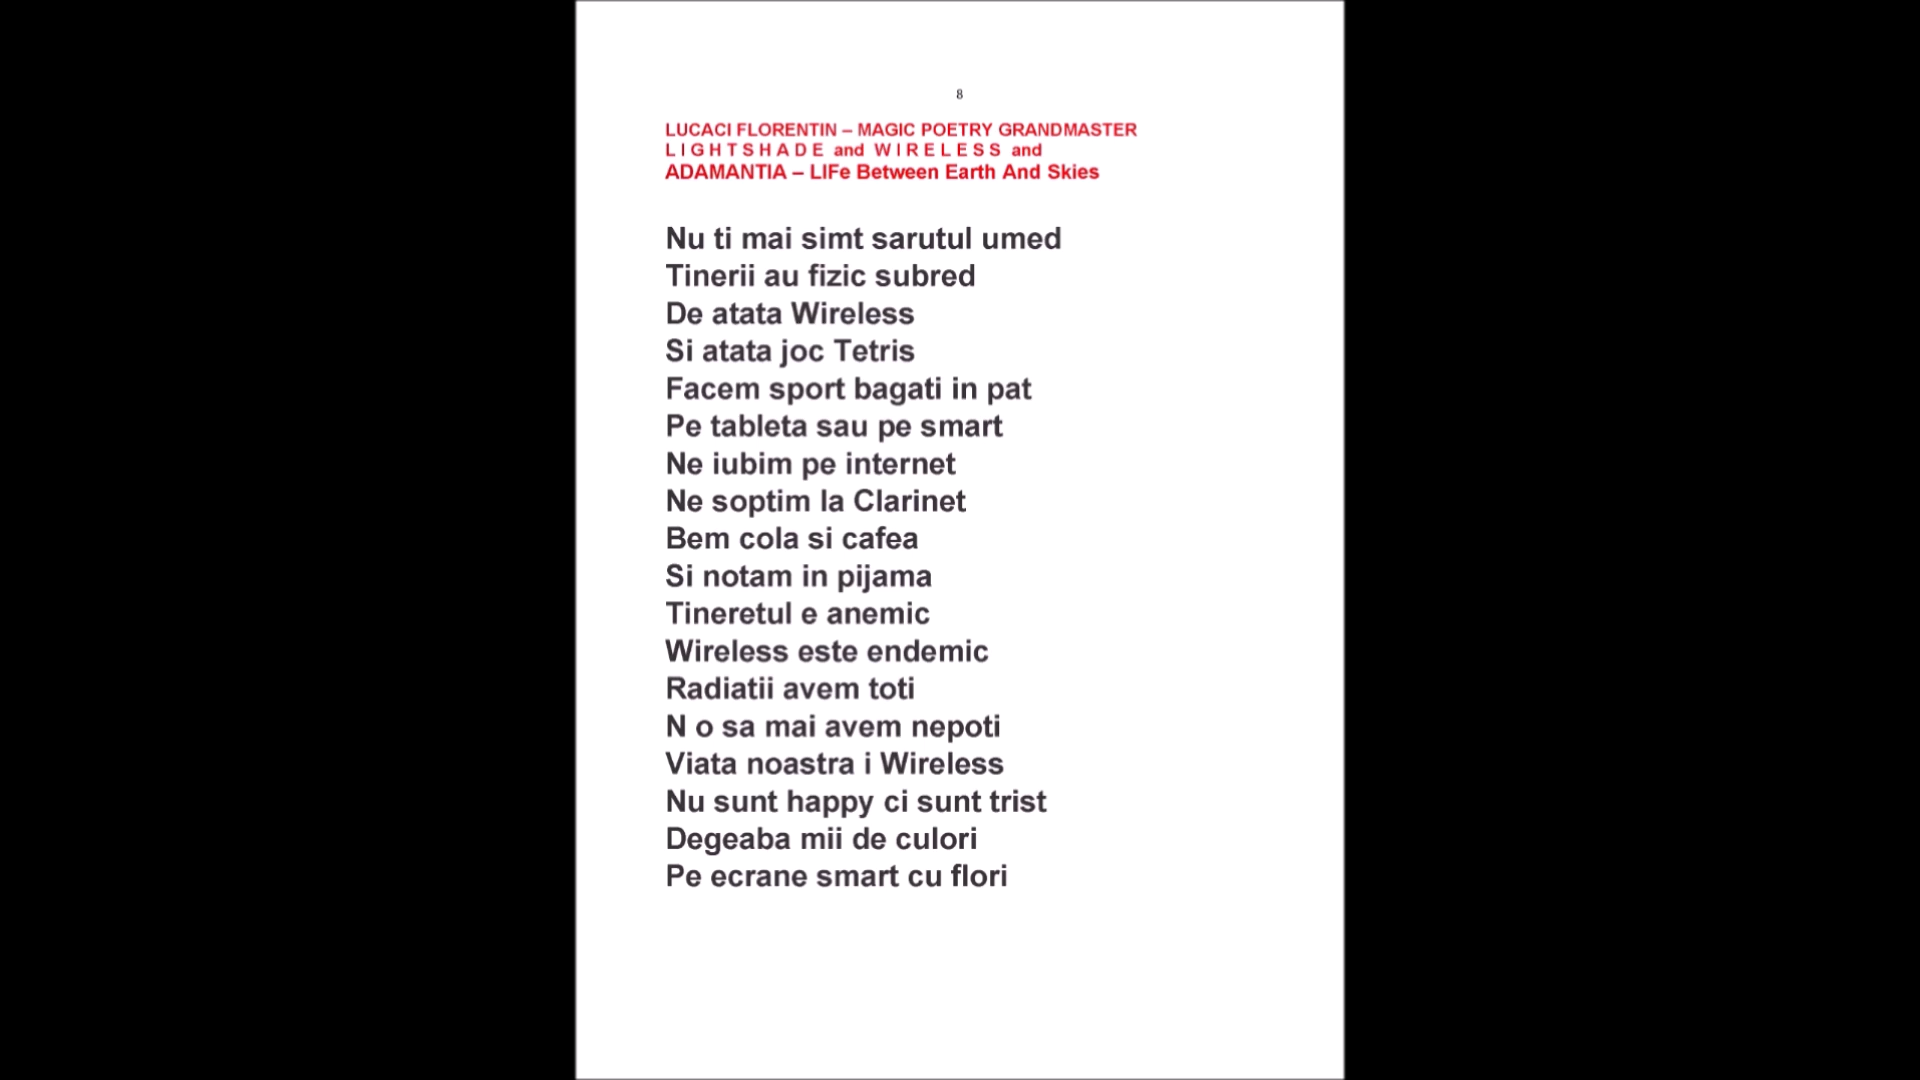 8
LUCACI FLORENTIN – MAGIC POETRY GRANDMASTER
L I G H T S H A D E and W I R E L E S S and
ADAMANTIA – LIFe Between Earth And Skies
Nu ti mai simt sarutul umed
Tinerii au fizic subred
De atata Wireless
Si atata joc Tetris
Facem sport bagati in pat
Pe tableta sau pe smart
Ne iubim pe internet
Ne soptim la Clarinet
Bem cola si cafea
Si notam in pijama
Tineretul e anemic
Wireless este endemic
Radiatii avem toti
N o sa mai avem nepoti
Viata noastra i Wireless
Nu sunt happy ci sunt trist
Degeaba mii de culori
Pe ecrane smart cu flori